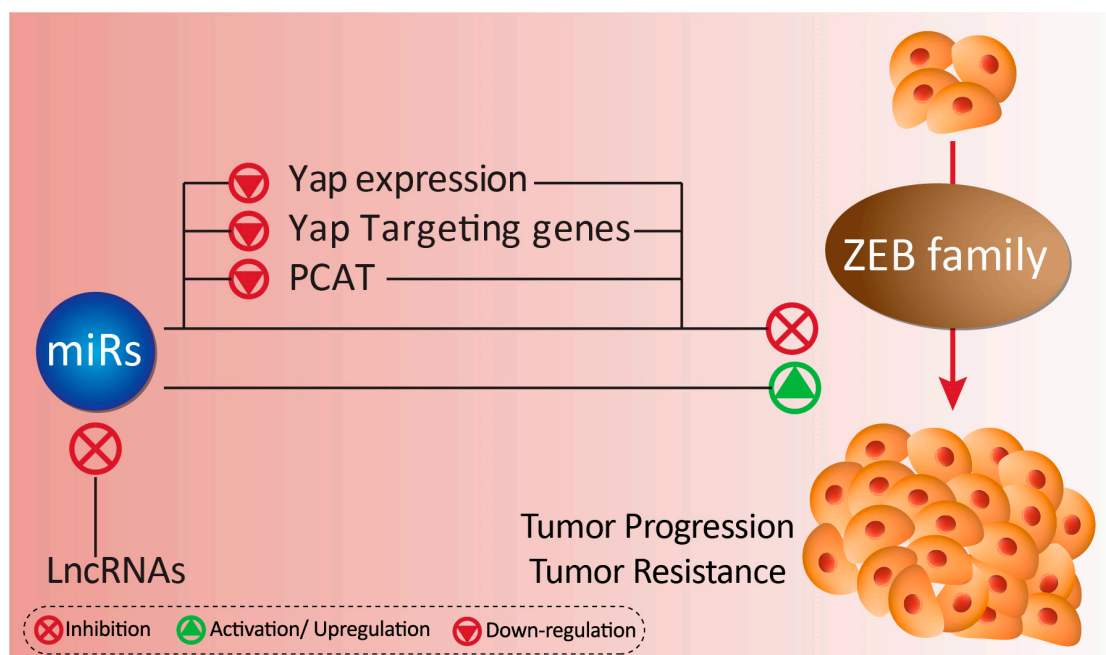 Yap expression
Yap Targeting genes
PCAT
ZEB family
miRs
LncRNAs
Tumor Progression
Tumor Resistance
Inhibition
Activation/ Upregulation
Down-regulation